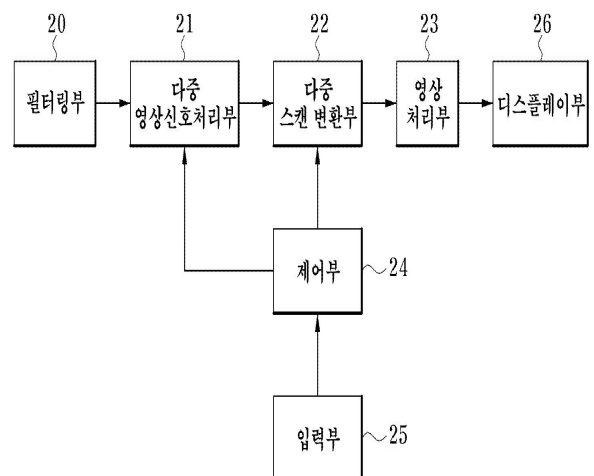 20
21
22
23
26
필터링부
다중
영상신호처리부
다중
스캔 변환부
영상
처리부
디스플레이부
제어부
24
입력부
25